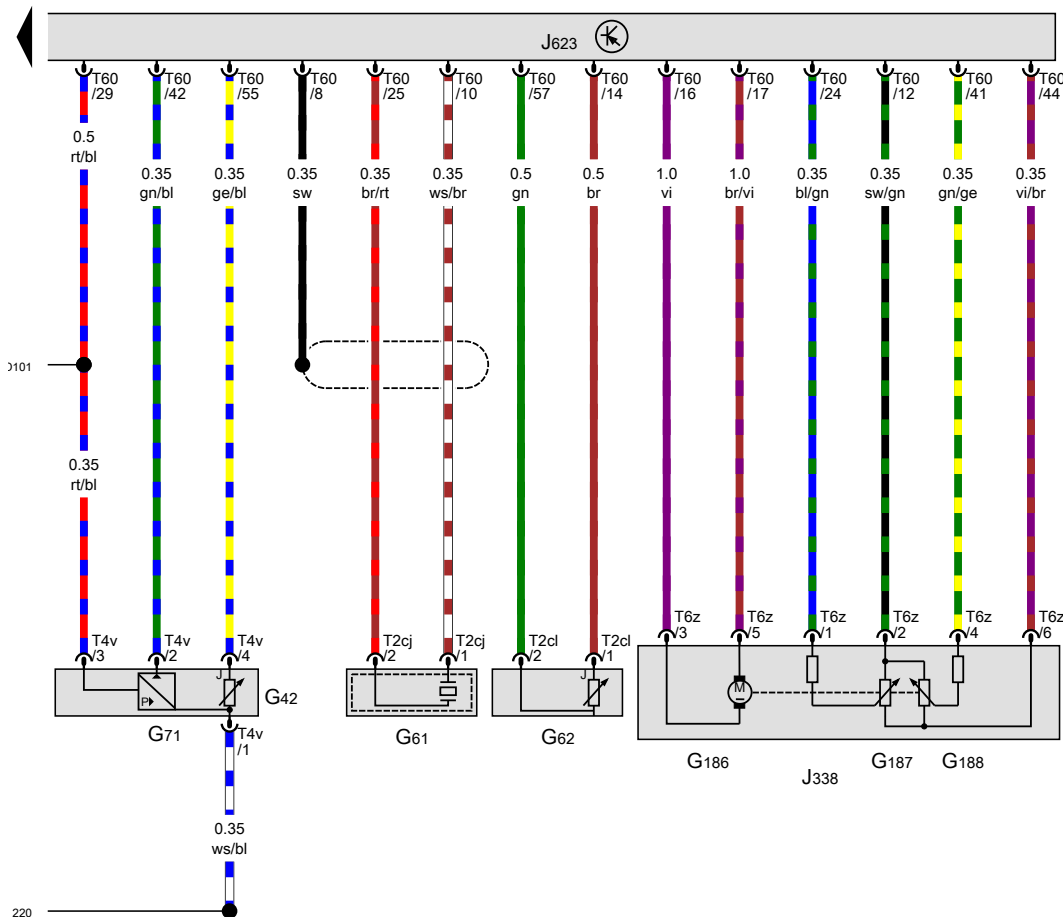 J623
T60 T60 T60 T60 T60 T60 T60 T60 T60 T60 T60 T60 T60 T60
/29 /42 /55 /8 /25 /10 /57 /14 /16 /17 /24 /12 /41 /44
0.5
rt/bl
0.35 0.35 0.35 0.35 0.35 0.5 0.5 1.0 1.0 0.35 0.35 0.35 0.35
gn/bl ge/bl sw br/rt ws/br gn br vi br/vi bl/gn sw/gn gn/ge vi/br
0101
0.35
rt/bl
T6z T6z T6z T6z T6z T6z
/3 /5 /1 /2 /4 /6
T4v T4v T4v T2cj T2cj T2cl T2cl
/3 /2 /4 /2 /1 /2 /1
J J
P M
G42
G71 T4v G61 G62
/1
G186 G187 G188
J338
0.35
ws/bl
220